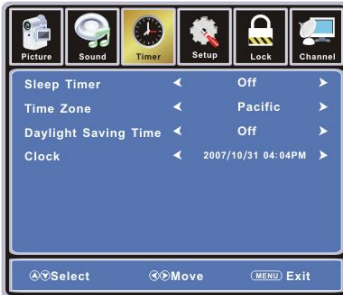 Picture Sound Timer Setup Lock Channel
Sleep Timer Off
Time Zone Pacific
Daylight Saving Time Off
Clock 2007/10/31 04:04PM
Select Move MENU Exit